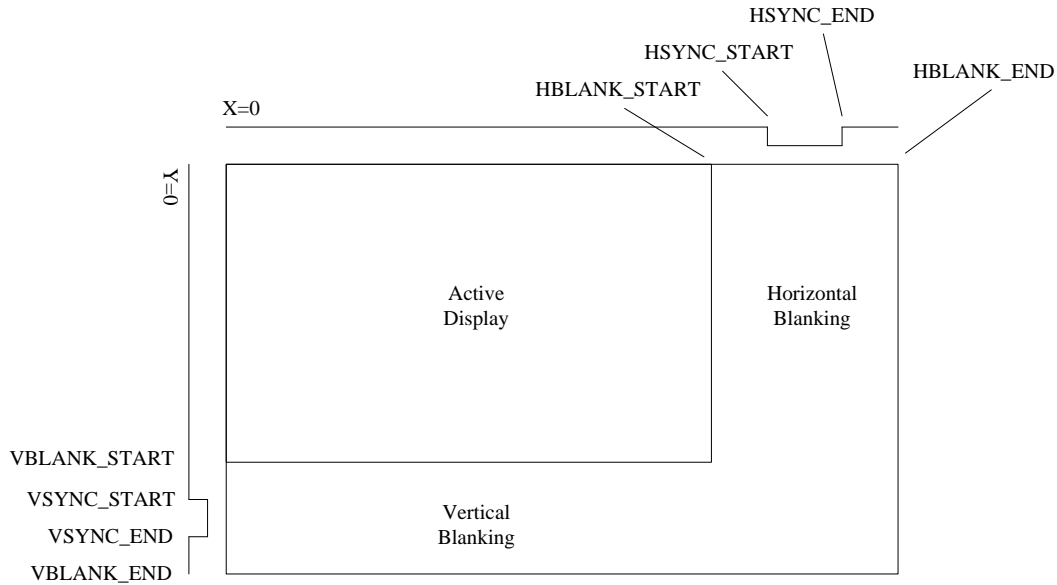 HSYNC_END
HSYNC_START
HBLANK_END
HBLANK_START
X=0
Y=0
Active
Display
Horizontal
Blanking
VBLANK_START
VSYNC_START
Vertical
Blanking
VSYNC_END
VBLANK_END